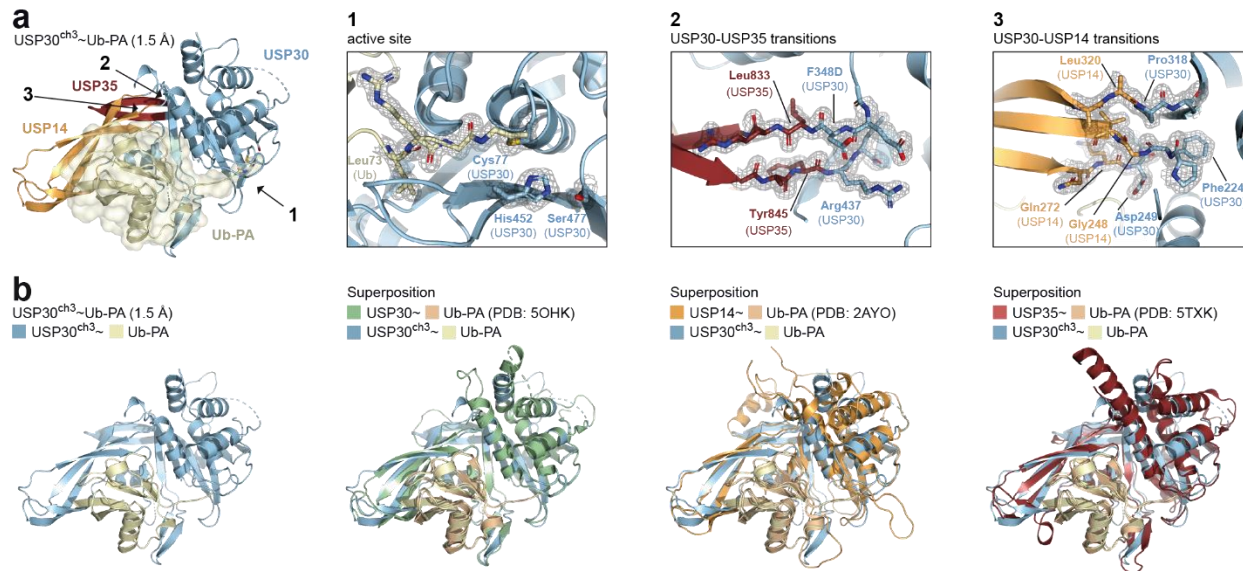 a
USP30ch3~Ub-PA (1.5 Å)
USP30
2
USP35
3
USP14
1
Ub-PA
1
active site
Leu73
(Ub)
Cys77
(USP30)
His452
(USP30)
Ser477
(USP30)
2
USP30-USP35 transitions
Leu833
(USP35)
F348D
(USP30)
Tyr845
(USP35)
Arg437
(USP30)
3
USP30-USP14 transitions
Leu320
(USP14)
Pro318
(USP30)
Phe224
(USP30)
Gln272
(USP14)
Gly248
(USP14)
Asp249
(USP30)
b
USP30ch3~Ub-PA (1.5 Å)
USP30ch3~ Ub-PA
Superposition
USP30~ Ub-PA (PDB: 5OHK)
USP30ch3~ Ub-PA
Superposition
USP14~ Ub-PA (PDB: 2AYO)
USP30ch3~ Ub-PA
Superposition
USP35~ Ub-PA (PDB: 5TXK)
USP30ch3~ Ub-PA